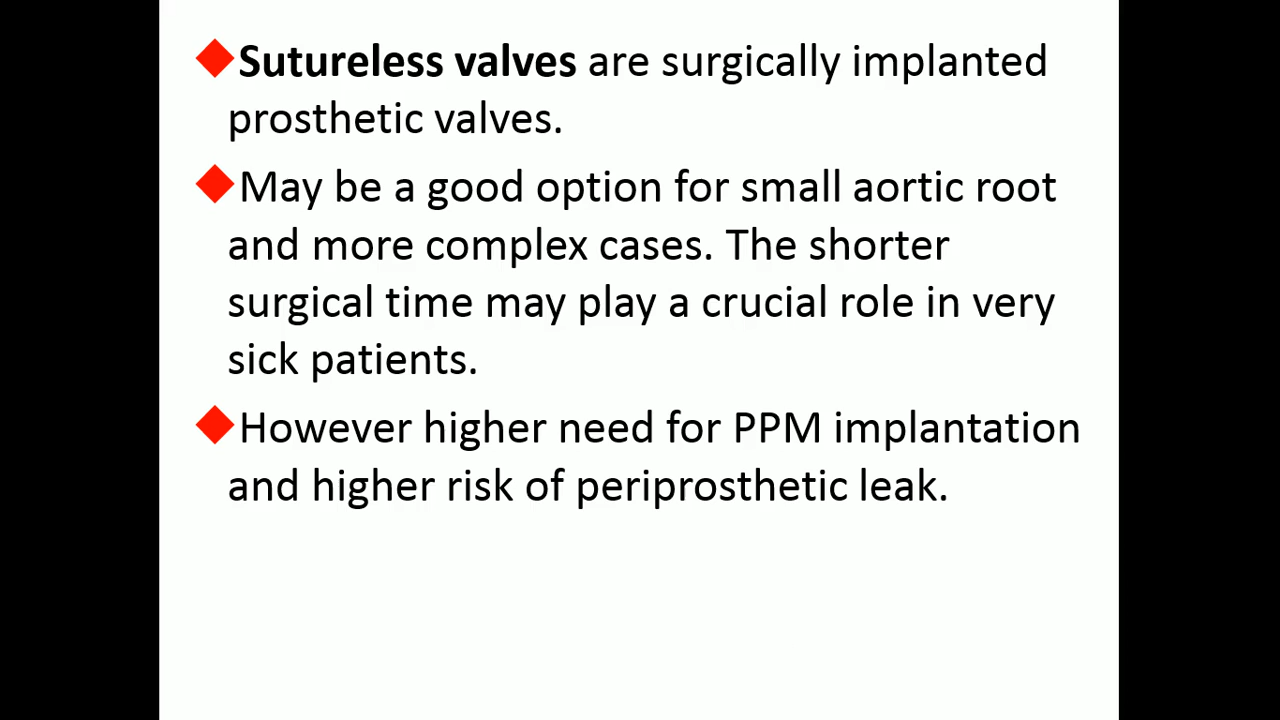 Sutureless valves are surgically implanted
prosthetic valves.
May be a good option for small aortic root
and more complex cases. The shorter
surgical time may play a crucial role in very
sick patients.
However higher need for PPM implantation
and higher risk of periprosthetic leak.